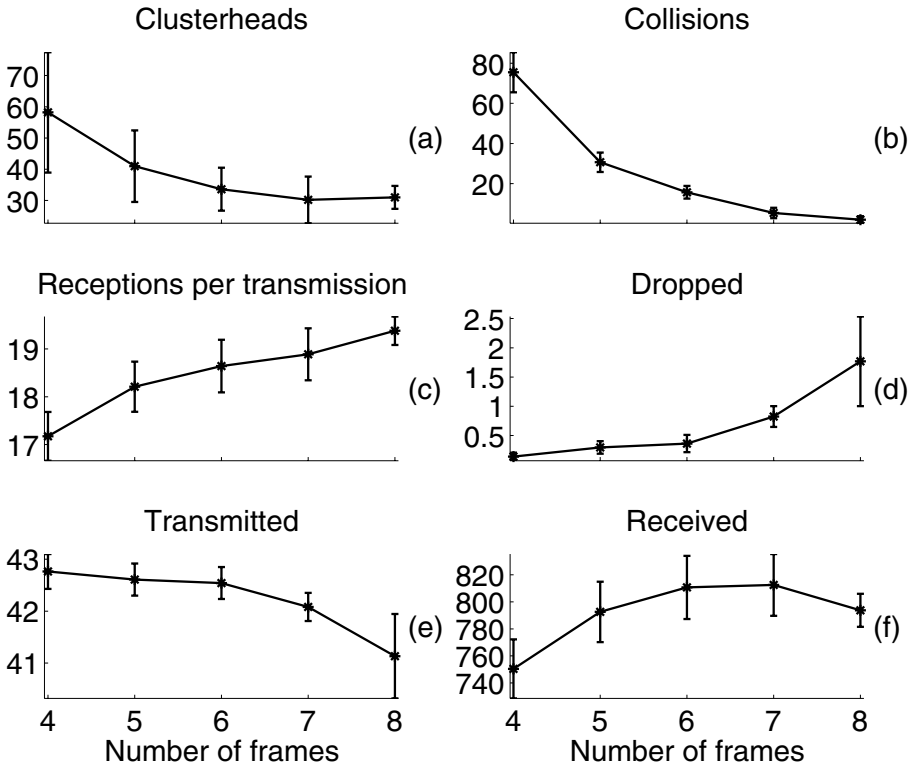 Clusterheads
70
60
50
40
30
(a)
Collisions
80
60
40
20
(b)
Receptions per transmission
19
18
17
(c)
Dropped
2.5
2
1.5
1
0.5
(d)
Transmitted
43
42
41
(e)
4 5 6 7 8
Number of frames
Received
820
800
780
760
740
(f)
4 5 6 7 8
Number of frames